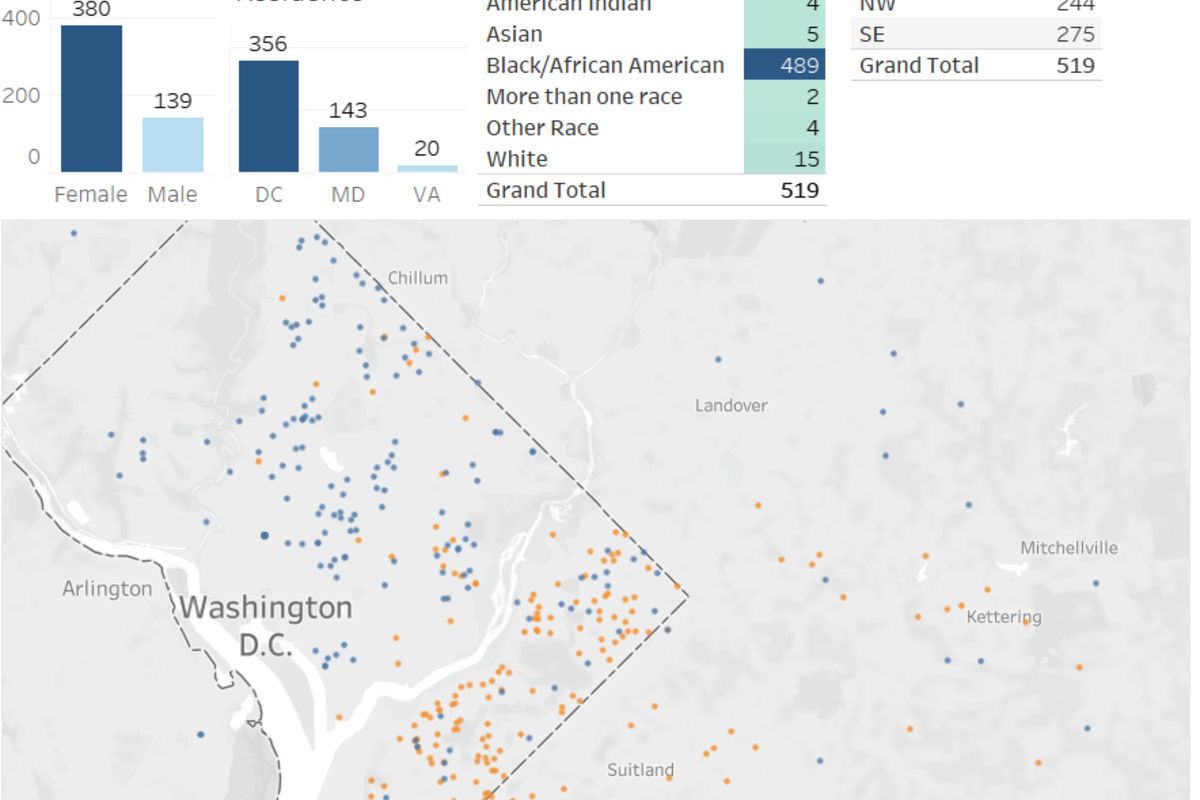 Residence
400
200
0
380
139
Female
Male
356
143
20
DC
MD
VA
American Indian 4
Asian 5
Black/African American 489
More than one race 2
Other Race 4
White 15
Grand Total 519
NW 244
SE 275
Grand Total 519
Chillum
Landover
Mitchellville
Arlington
Washington
D.C.
Kettering
Suitland